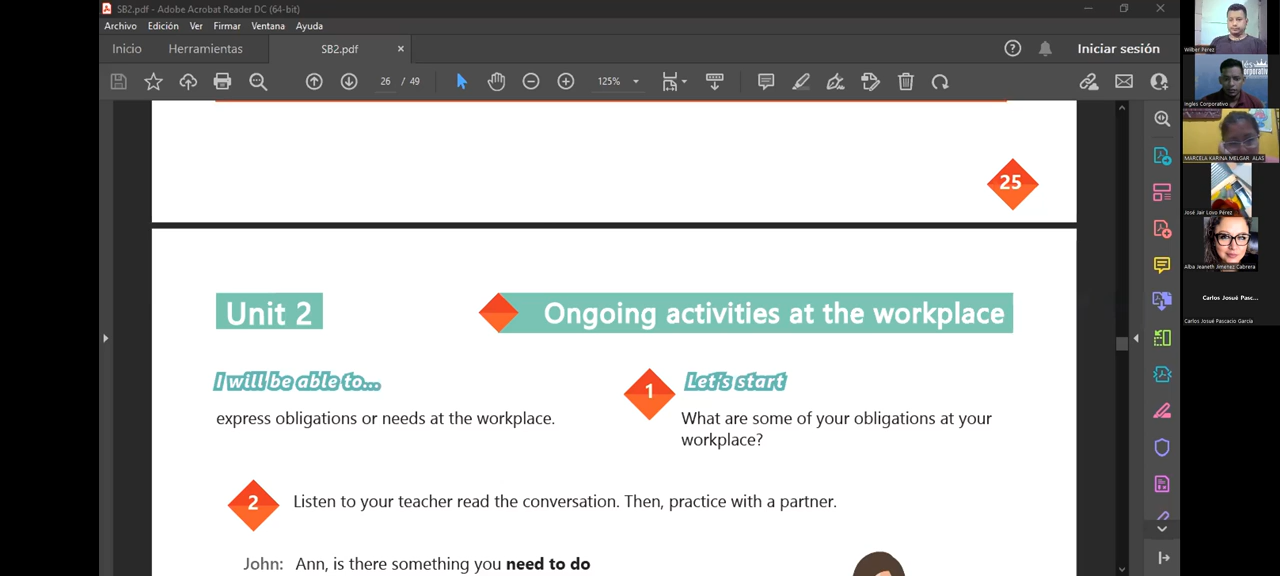 SB2.pdf - Adobe Acrobat Reader DC (64-bit)
Archivo Edición Ver Firmar Ventana Ayuda
Inicio Herramientas SB2.pdf × Iniciar sesión
26 / 49 125%
25
Unit 2 Ongoing activities at the workplace
I will be able to...
express obligations or needs at the workplace.
1 Let's start
What are some of your obligations at your
workplace?
2 Listen to your teacher read the conversation. Then, practice with a partner.
John: Ann, is there something you need to do
Wilber Perez
Ingles Corporativo
MARCELA KARINA MELGAR ALAS
José Jair Lovo Pérez
Alba Jeaneth Jimenez Cabrera
Carlos Josué Pasc...
Carlos Josué Pascacio García